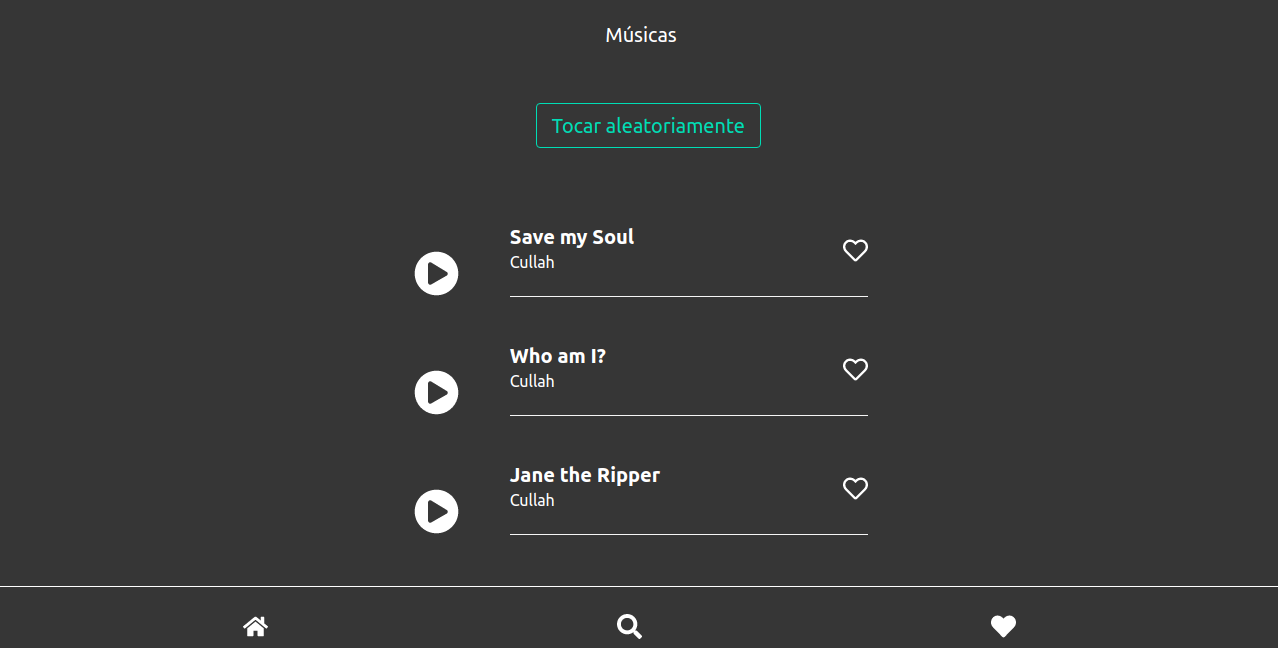 Músicas
Tocar aleatoriamente
Save my Soul
Cullah
Who am I?
Cullah
Jane the Ripper
Cullah